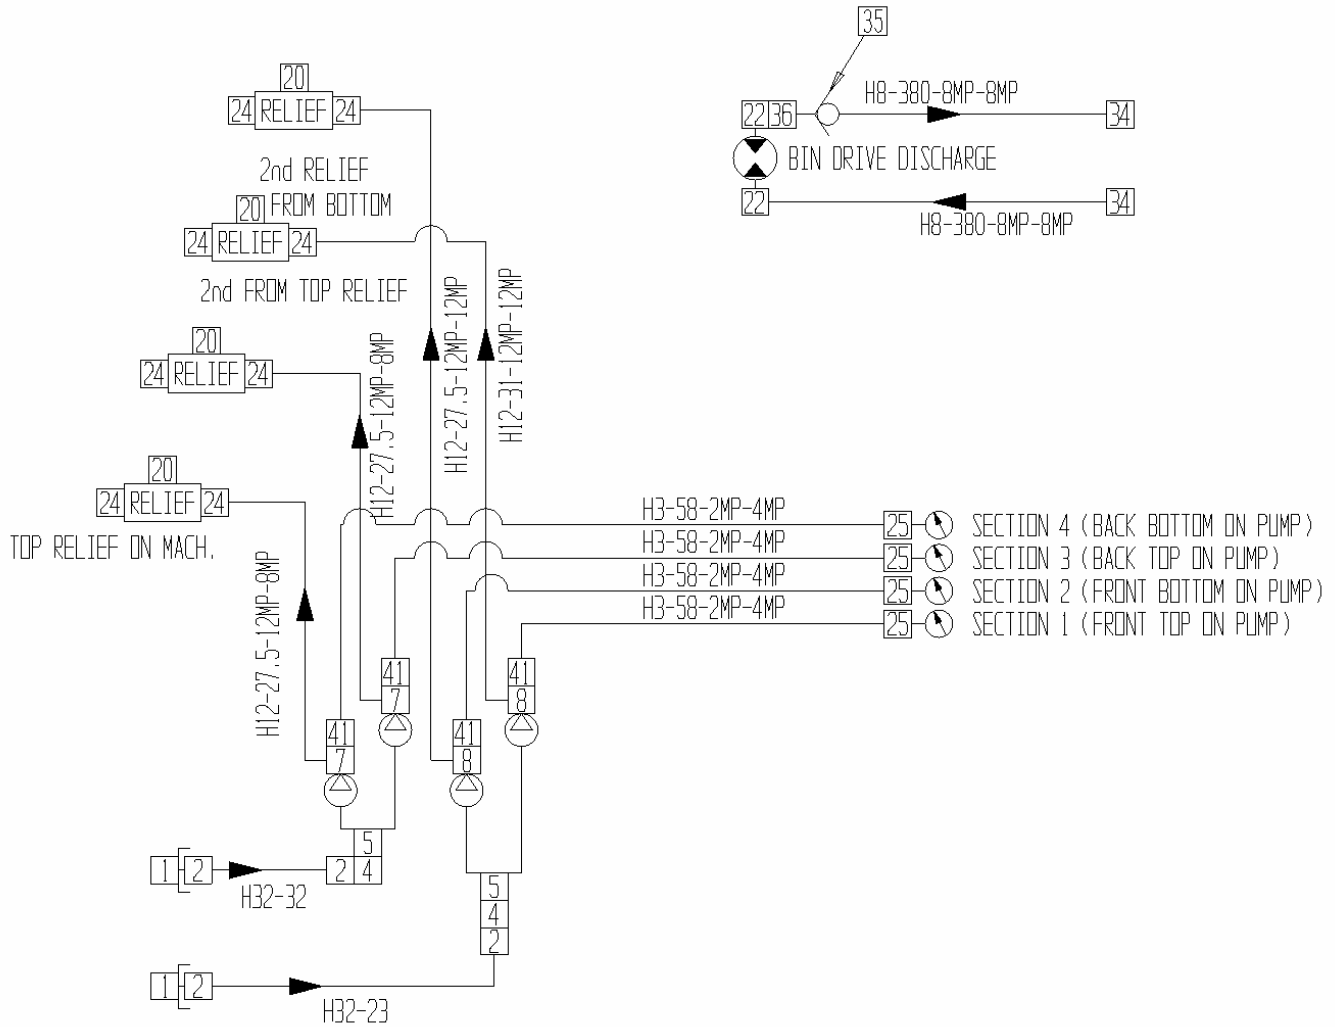 35
20
24 RELIEF 24
H8-380-8MP-8MP
22 36
34
BIN DRIVE DISCHARGE
2nd RELIEF
FROM BOTTOM
22
34
H8-380-8MP-8MP
20
24 RELIEF 24
2nd FROM TOP RELIEF
20
24 RELIEF 24
H12-27.5-12MP-8MP
H12-27.5-12MP-12MP
H12-31-12MP-12MP
20
24 RELIEF 24
TOP RELIEF ON MACH.
H12-27.5-12MP-8MP
H3-58-2MP-4MP
25
SECTION 4 (BACK BOTTOM ON PUMP)
H3-58-2MP-4MP
25
SECTION 3 (BACK TOP ON PUMP)
H3-58-2MP-4MP
25
SECTION 2 (FRONT BOTTOM ON PUMP)
H3-58-2MP-4MP
25
SECTION 1 (FRONT TOP ON PUMP)
41
7
41
8
41
7
41
8
5
1 2
2 4
H32-32
5
4
2
1 2
H32-23